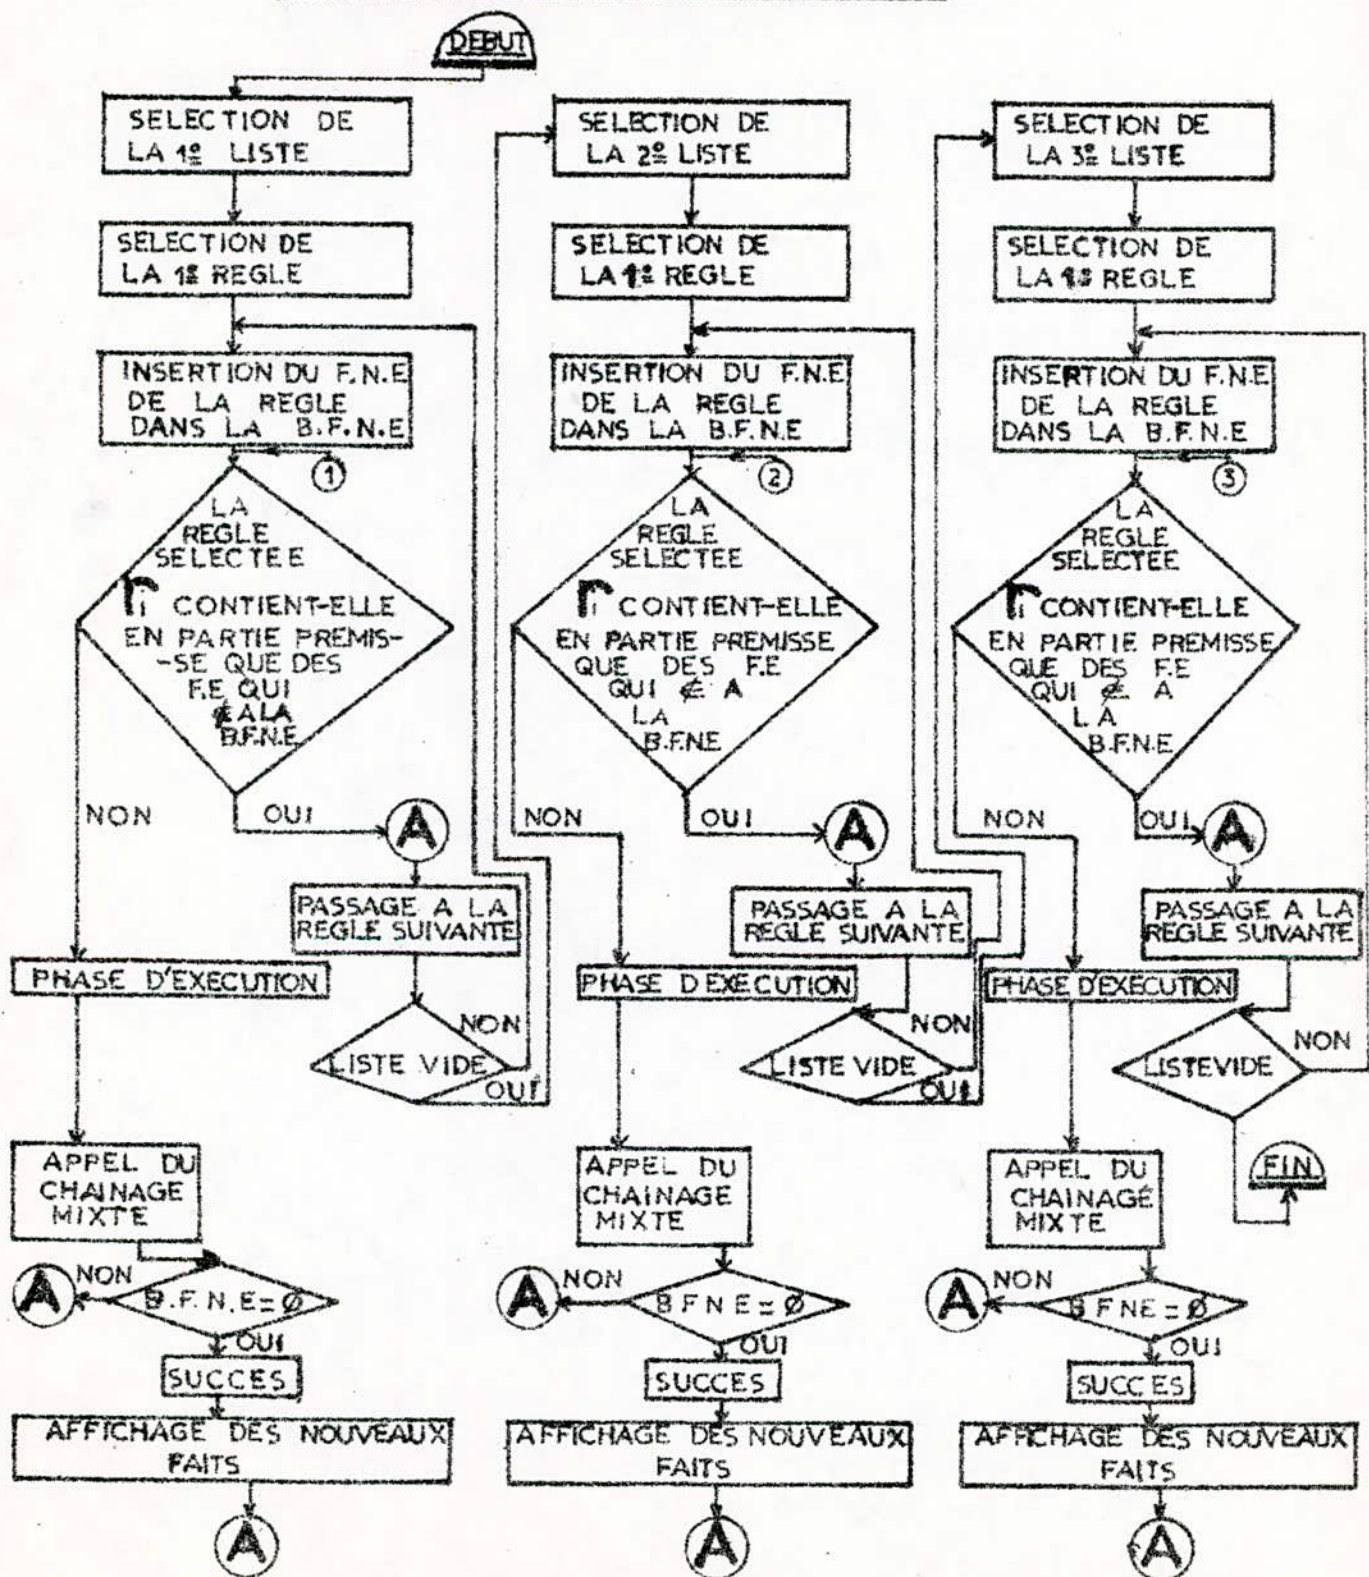 DEBUT
SELECTION DE
LA 1º LISTE
SELECTION DE
LA 1º REGLE
INSERTION DU F.N.E
DE LA REGLE
DANS LA B.F.N.E
1
LA
REGLE
SELECTEE
ri CONTIENT-ELLE
EN PARTIE PREMIS-
-SE QUE DES
F.E QUI
∉ A LA
B.F.N.E
NON
OUI
A
PASSAGE A LA
REGLE SUIVANTE
PHASE D'EXECUTION
NON
LISTE VIDE
OUI
APPEL DU
CHAINAGE
MIXTE
A
NON
B.F.N.E=Ø
OUI
SUCCES
AFFICHAGE DES NOUVEAUX
FAITS
A
SELECTION DE
LA 2º LISTE
SELECTION DE
LA 1º REGLE
INSERTION DU F.N.E
DE LA REGLE
DANS LA B.F.N.E
2
LA
REGLE
SELECTEE
ri CONTIENT-ELLE
EN PARTIE PREMISSE
QUE DES F.E
QUI ∉ A
LA
B.F.NE
NON
OUI
A
PASSAGE A LA
REGLE SUIVANTE
PHASE D EXECUTION
NON
LISTE VIDE
OUI
APPEL DU
CHAINAGE
MIXTE
A
NON
B F N E = Ø
OUI
SUCCES
AFFICHAGE DES NOUVEAUX
FAITS
A
SELECTION DE
LA 3º LISTE
SELECTION DE
LA 1º REGLE
INSERTION DU F.N.E
DE LA REGLE
DANS LA B.F.N.E
3
LA
REGLE
SELECTEE
ri CONTIENT-ELLE
EN PARTIE PREMISSE
QUE DES F.E
QUI ∉ A
LA
B.F.N.E
NON
OUI
A
PASSAGE A LA
REGLE SUIVANTE
PHASE D'EXECUTION
NON
LISTE VIDE
FIN
APPEL DU
CHAINAGE
MIXTE
A
NON
B F N E = Ø
OUI
SUCCES
AFFICHAGE DES NOUVEAUX
FAITS
A